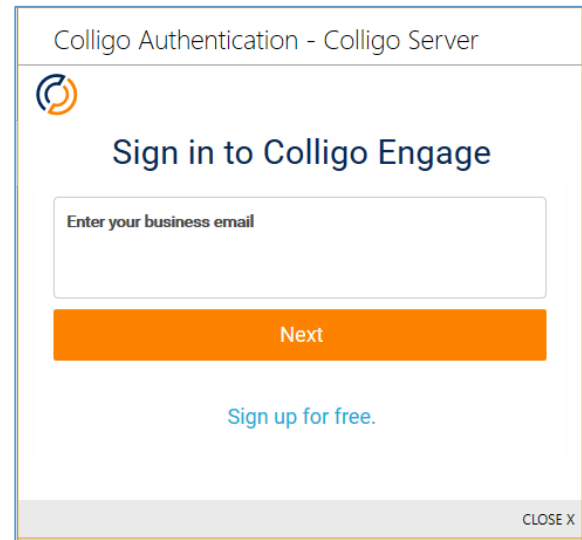 Colligo Authentication - Colligo Server
Sign in to Colligo Engage
Enter your business email
Next
Sign up for free.
CLOSE X